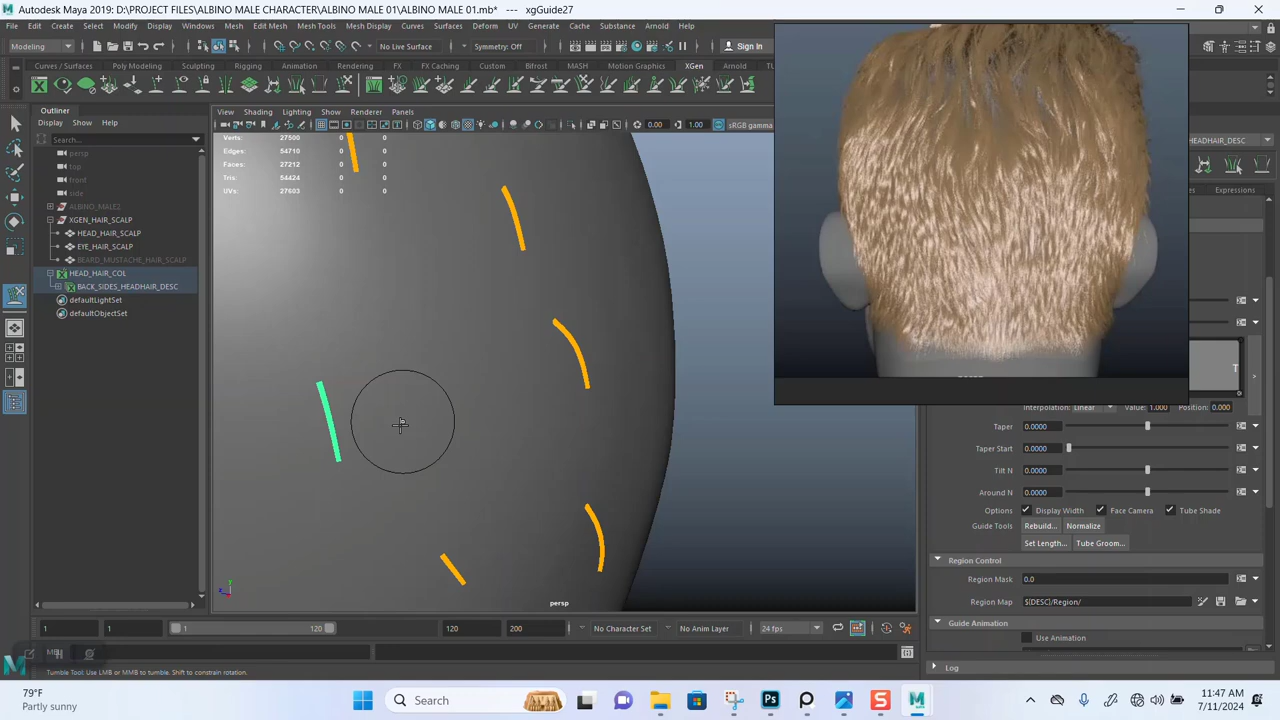 Autodesk Maya 2019: D:\PROJECT FILES\ALBINO MALE CHARACTER\ALBINO MALE 01\ALBINO MALE 01.mb* --- xgGuide27
File Edit Create Select Modify Display Windows Mesh Edit Mesh Mesh Tools Mesh Display Curves Surfaces Deform UV Generate Cache Substance Arnold Help
Modeling No Live Surface Symmetry: Off Sign In
Curves / Surfaces Poly Modeling Sculpting Rigging Animation Rendering FX FX Caching Custom Bifrost MASH Motion Graphics XGen Arnold
Outliner
Display Show Help
Search...
persp
top
front
side
ALBINO_MALE2
XGEN_HAIR_SCALP
HEAD_HAIR_SCALP
EYE_HAIR_SCALP
BEARD_MUSTACHE_HAIR_SCALP
HEAD_HAIR_COL
BACK_SIDES_HEADHAIR_DESC
defaultLightSet
defaultObjectSet
View Shading Lighting Show Renderer Panels
0.00 1.00 sRGB gamma
Verts: 27500 0 0
Edges: 54710 0 0
Faces: 27212 0 0
Tris: 54424 0 0
UVs: 27603 0 0
persp
HEADHAIR_DESC
Expressions
Interpolation: Linear Value: 1.000 Position: 0.000
Taper 0.0000
Taper Start 0.0000
Tilt N 0.0000
Around N 0.0000
Options Display Width Face Camera Tube Shade
Guide Tools Rebuild... Normalize
Set Length... Tube Groom...
Region Control
Region Mask 0.0
Region Map ${DESC}/Region/
Guide Animation
Use Animation
Log
1 1 1 120 120 200 No Character Set No Anim Layer 24 fps
Tumble Tool: Use LMB or MMB to tumble. Shift to constrain rotation.
79°F
Partly sunny
Search
11:47 AM
7/11/2024